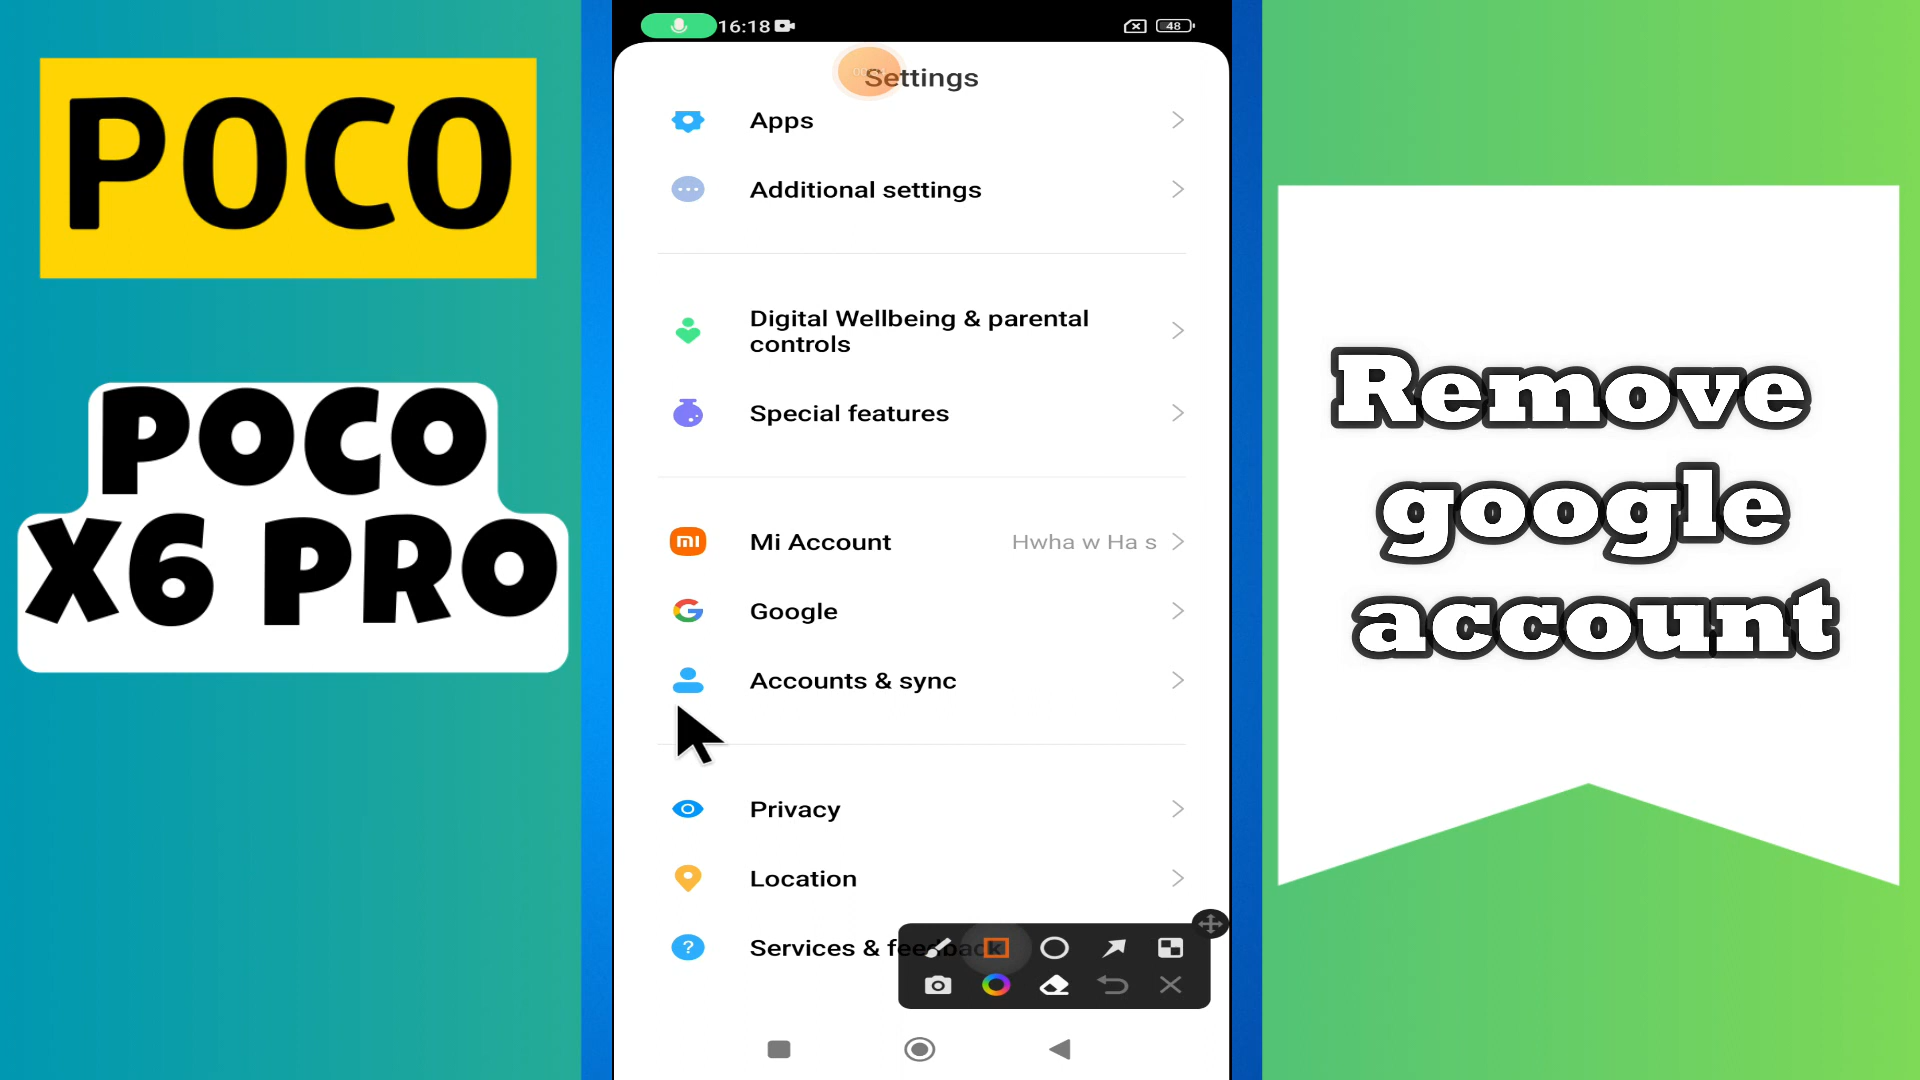 POCO
POCO
X6 PRO
16:18
48
Settings
Apps
Additional settings
Digital Wellbeing & parental
controls
Special features
Mi Account
Hwha w Ha s
Google
Accounts & sync
Privacy
Location
Services & feedback
Remove
google
account